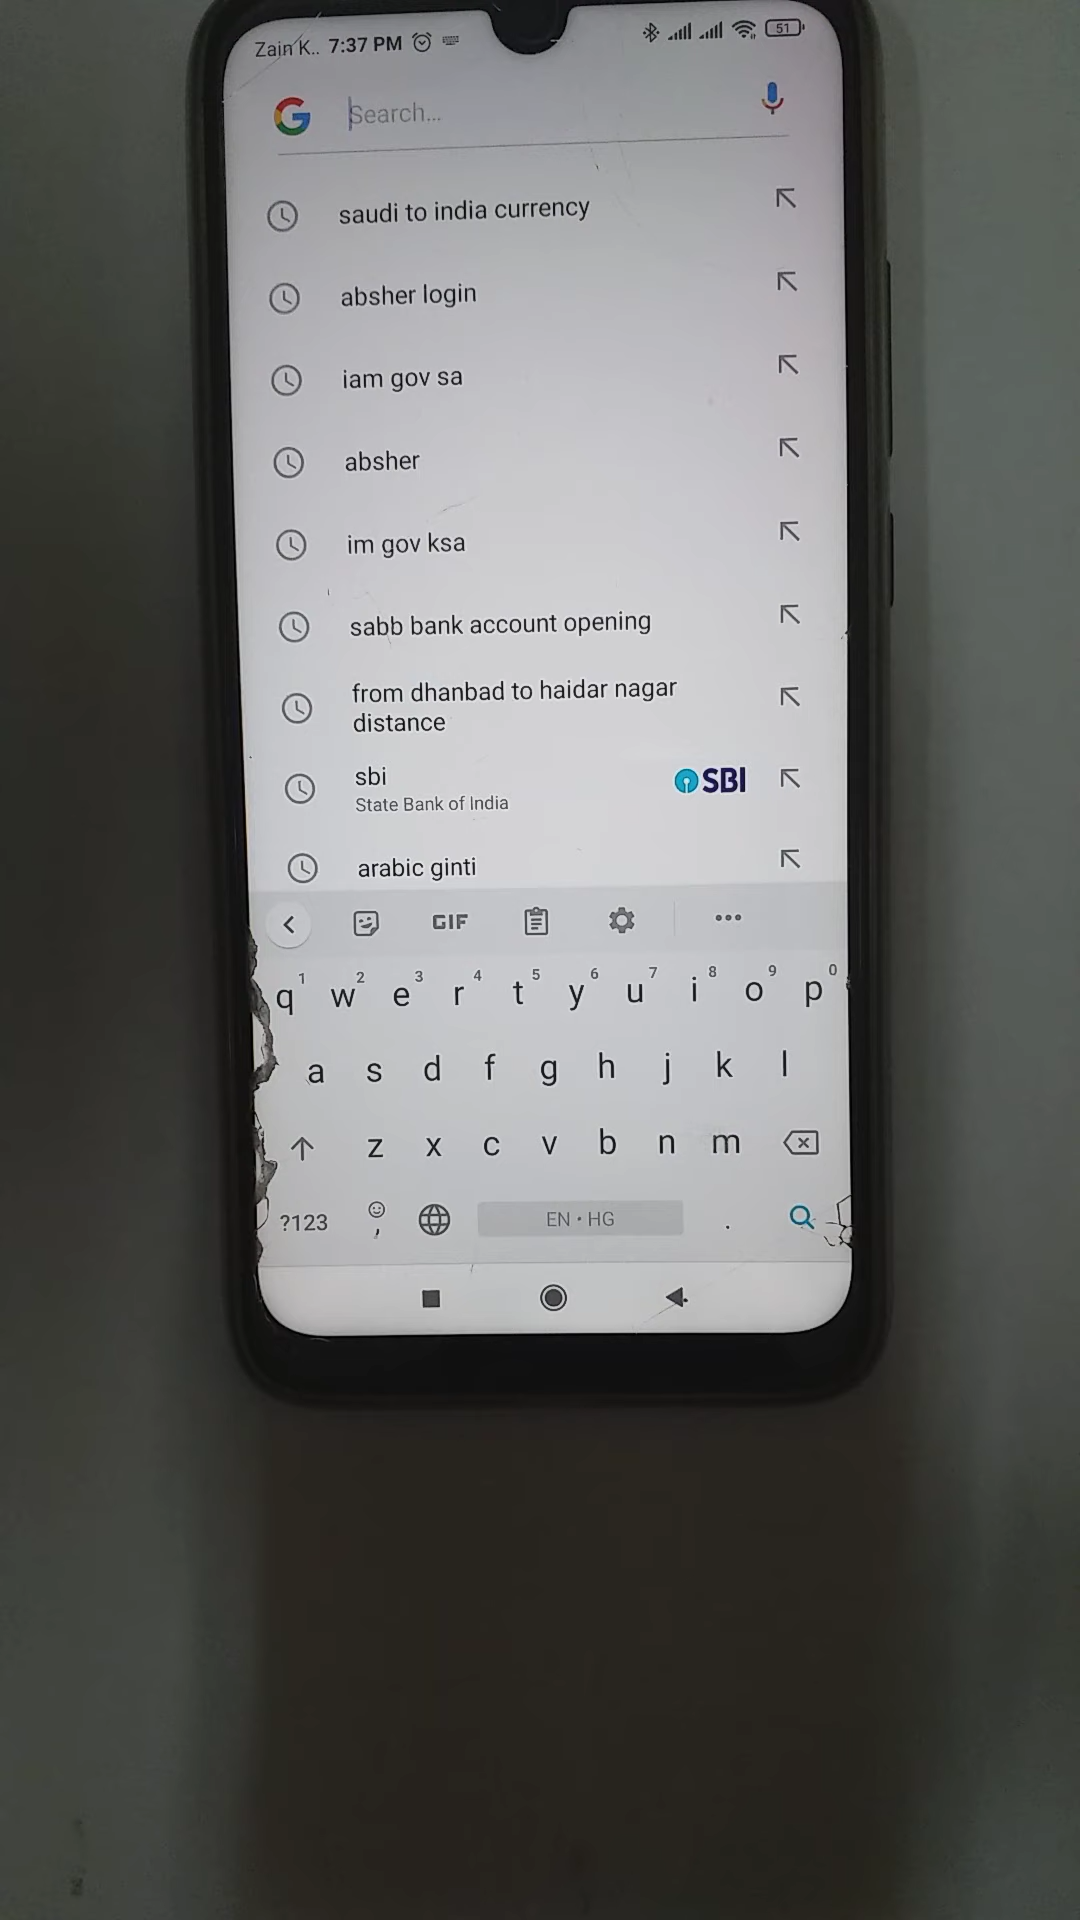 Zain K.. 7:37 PM 51
Search...
saudi to india currency
absher login
iam gov sa
absher
im gov ksa
sabb bank account opening
from dhanbad to haidar nagar
distance
sbi
State Bank of India
SBI
arabic ginti
GIF
1 2 3 4 5 6 7 8 9 0
q w e r t y u i o p
a s d f g h j k l
z x c v b n m
?123 , EN • HG .